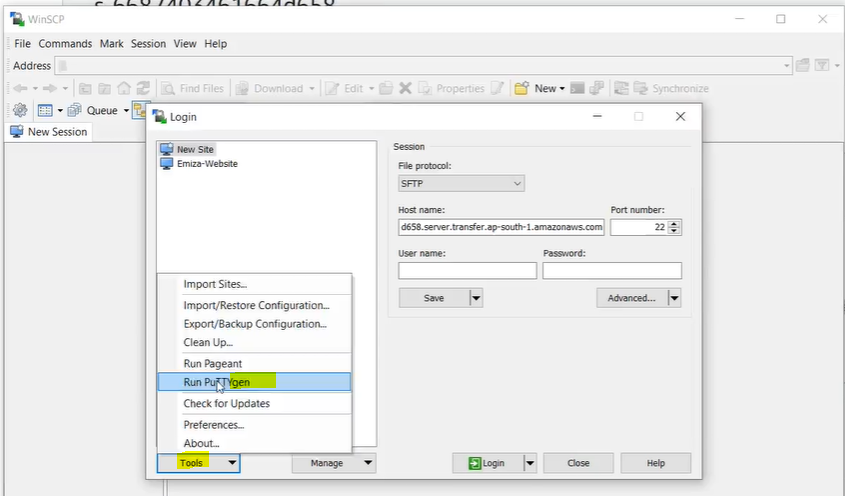 s-6687403461664d658
WinSCP
File Commands Mark Session View Help
Address
Find Files Download Edit Properties New Synchronize
Queue
New Session
Login
New Site
Emiza-Website
Session
File protocol:
SFTP
Host name: Port number:
d658.server.transfer.ap-south-1.amazonaws.com 22
User name: Password:
Save Advanced...
Import Sites...
Import/Restore Configuration...
Export/Backup Configuration...
Clean Up...
Run Pageant
Run PuTTYgen
Check for Updates
Preferences...
About...
Tools Manage Login Close Help